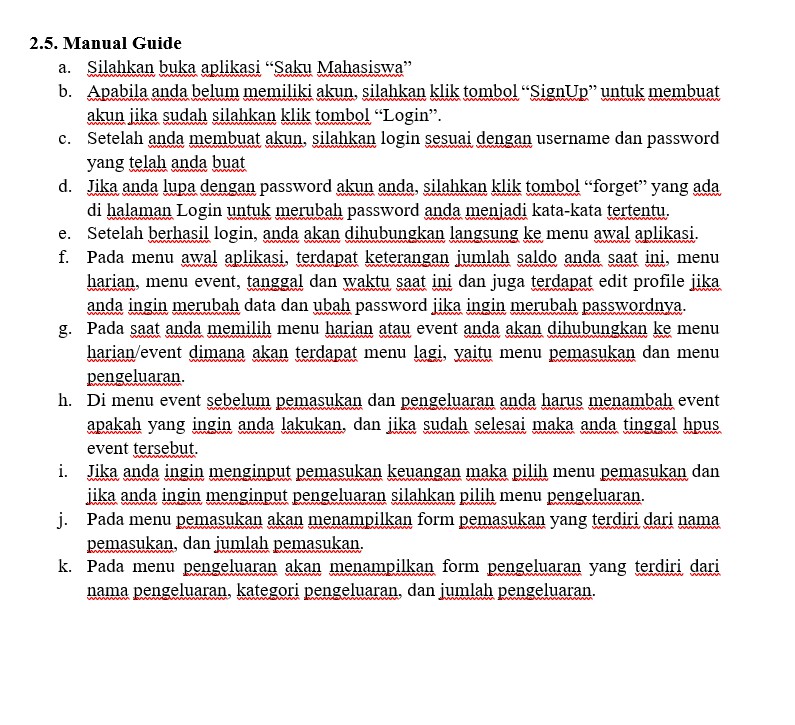 2.5. Manual Guide
a. Silahkan buka aplikasi “Saku Mahasiswa”
b. Apabila anda belum memiliki akun, silahkan klik tombol “SignUp” untuk membuat
akun jika sudah silahkan klik tombol “Login”.
c. Setelah anda membuat akun, silahkan login sesuai dengan username dan password
yang telah anda buat
d. Jika anda lupa dengan password akun anda, silahkan klik tombol “forget” yang ada
di halaman Login untuk merubah password anda menjadi kata-kata tertentu.
e. Setelah berhasil login, anda akan dihubungkan langsung ke menu awal aplikasi.
f. Pada menu awal aplikasi, terdapat keterangan jumlah saldo anda saat ini, menu
harian, menu event, tanggal dan waktu saat ini dan juga terdapat edit profile jika
anda ingin merubah data dan ubah password jika ingin merubah passwordnya.
g. Pada saat anda memilih menu harian atau event anda akan dihubungkan ke menu
harian/event dimana akan terdapat menu lagi, yaitu menu pemasukan dan menu
pengeluaran.
h. Di menu event sebelum pemasukan dan pengeluaran anda harus menambah event
apakah yang ingin anda lakukan, dan jika sudah selesai maka anda tinggal hpus
event tersebut.
i. Jika anda ingin menginput pemasukan keuangan maka pilih menu pemasukan dan
jika anda ingin menginput pengeluaran silahkan pilih menu pengeluaran.
j. Pada menu pemasukan akan menampilkan form pemasukan yang terdiri dari nama
pemasukan, dan jumlah pemasukan.
k. Pada menu pengeluaran akan menampilkan form pengeluaran yang terdiri dari
nama pengeluaran, kategori pengeluaran, dan jumlah pengeluaran.